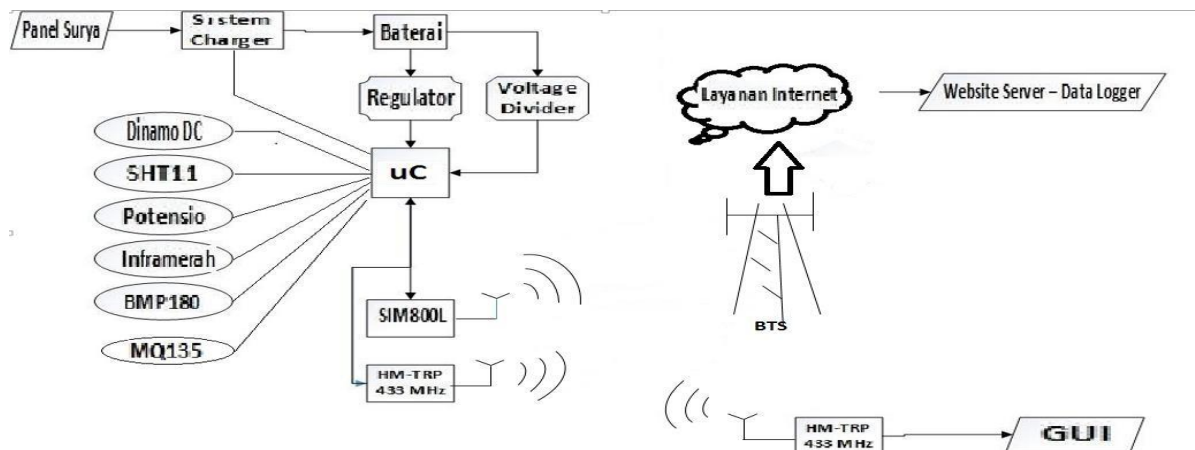 Panel Surya
Sistem
Charger
Baterai
Regulator
Voltage
Divider
Dinamo DC
SHT11
Potensio
Inframerah
BMP180
MQ135
uC
SIM800L
HM-TRP
433 MHz
Layanan Internet
Website Server – Data Logger
BTS
HM-TRP
433 MHz
GUI